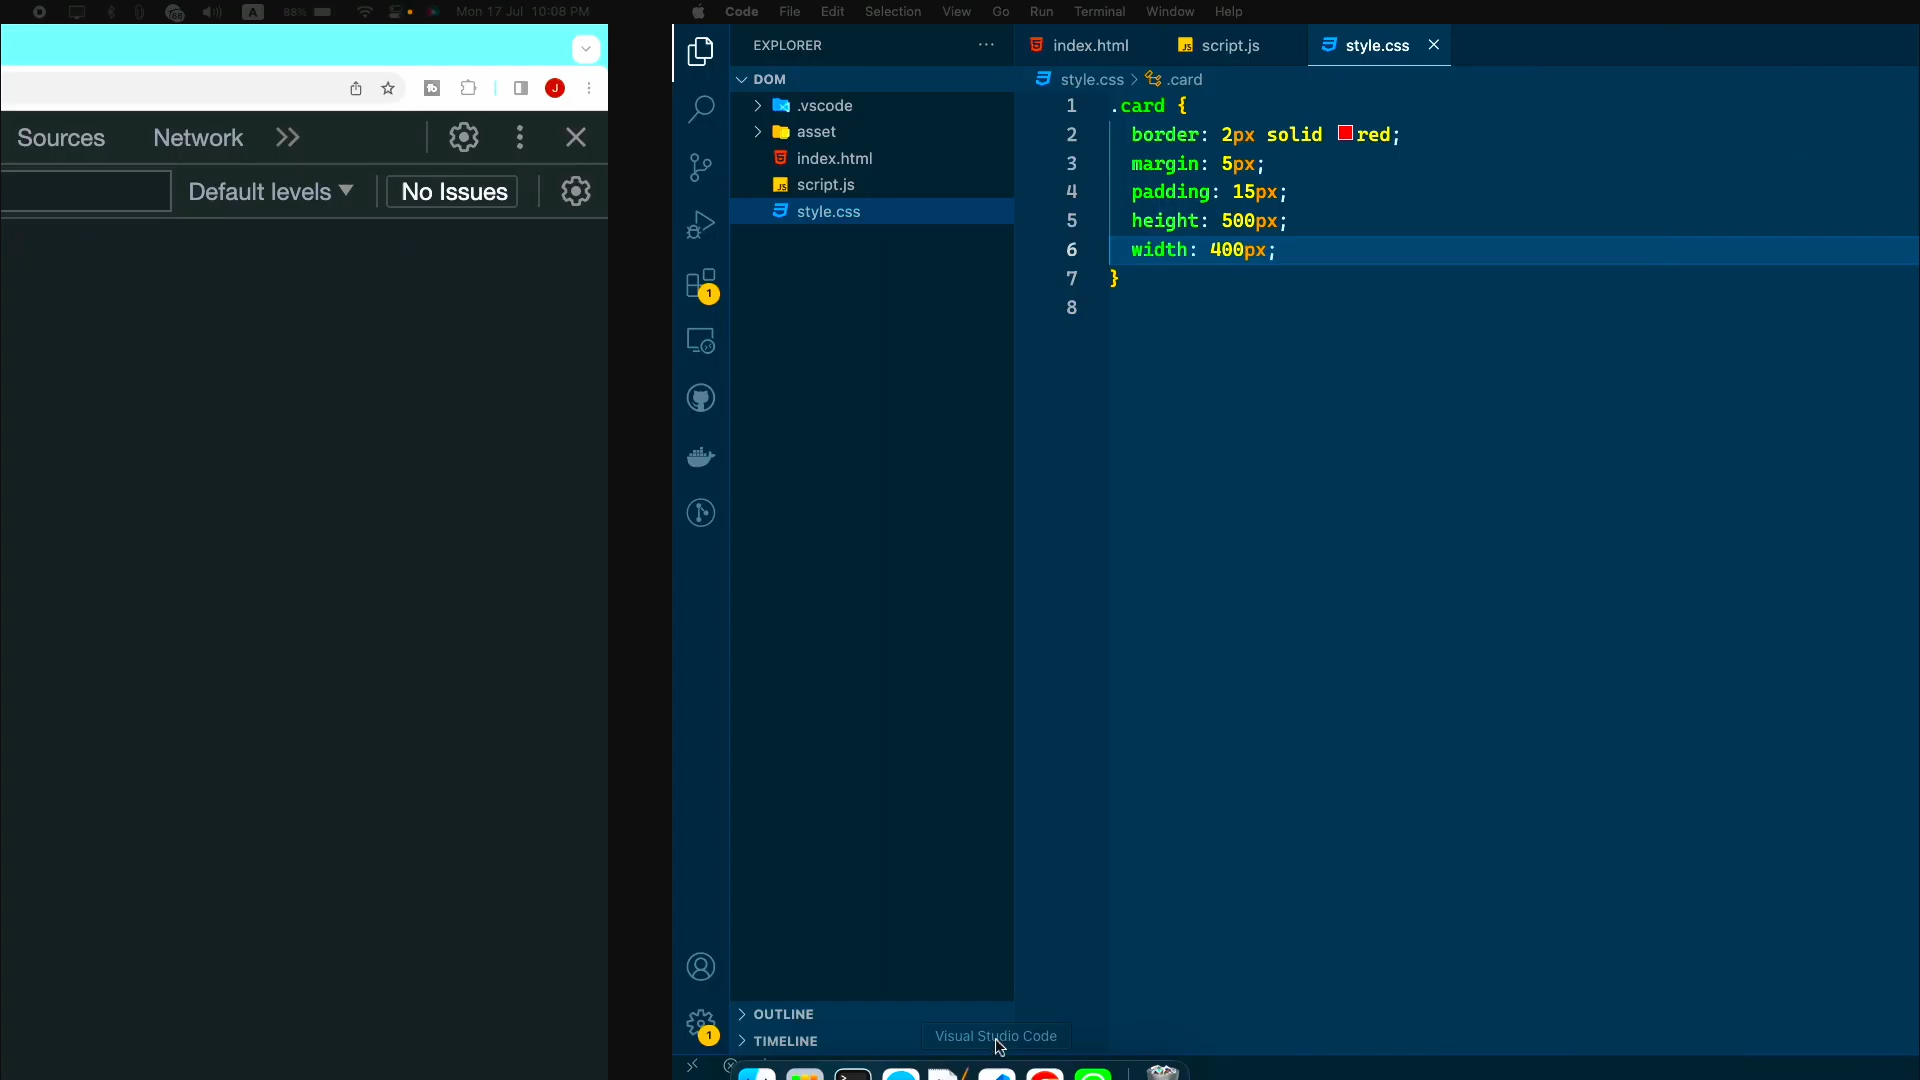 A 88% Mon 17 Jul 10:08 PM
J
Sources Network
Default levels No Issues
Code File Edit Selection View Go Run Terminal Window Help
EXPLORER
DOM
.vscode
asset
index.html
script.js
style.css
1
OUTLINE
TIMELINE
1
index.html script.js style.css
style.css > .card
1 .card {
2 border: 2px solid red;
3 margin: 5px;
4 padding: 15px;
5 height: 500px;
6 width: 400px;
7 }
8
Visual Studio Code